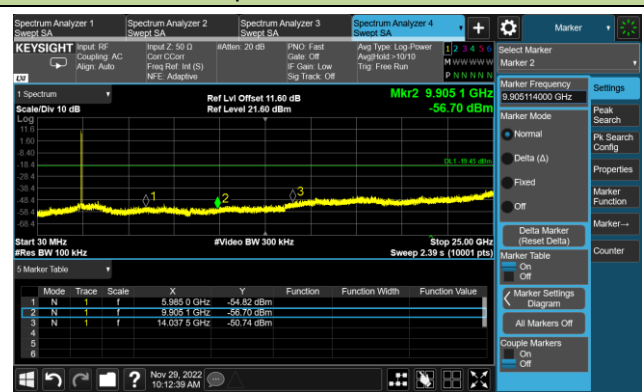 Spectrum Analyzer 1
Swept SA
Spectrum Analyzer 2
Swept SA
Spectrum Analyzer 3
Swept SA
Spectrum Analyzer 4
Swept SA
Marker
KEYSIGHT
Input: RF
Coupling: AC
Align: Auto
Input Z: 50 Ω
Corr CCorr
Freq Ref: Int (S)
NFE: Adaptive
#Atten: 20 dB
PNO: Fast
Gate: Off
IF Gain: Low
Sig Track: Off
Avg Type: Log-Power
Avg|Hold:>10/10
Trig: Free Run
1 2 3 4 5 6
M W W W W W
P N N N N N
LXI
Select Marker
Marker 2
1 Spectrum
Scale/Div 10 dB
Log
Ref Lvl Offset 11.60 dB
Ref Level 21.60 dBm
Mkr2 9.905 1 GHz
-56.70 dBm
11.6
1.60
-8.40
-18.4
-28.4
-38.4
-48.4
-58.4
-68.4
DL1 -19.41 dBm
1
2
3
Start 30 MHz
#Res BW 100 kHz
#Video BW 300 kHz
Stop 25.00 GHz
Sweep 2.39 s (10001 pts)
5 Marker Table
Mode Trace Scale X Y Function Function Width Function Value
1 N 1 f 5.985 0 GHz -54.82 dBm
2 N 1 f 9.905 1 GHz -56.70 dBm
3 N 1 f 14.037 5 GHz -50.74 dBm
4
5
6
Marker Frequency
9.905114000 GHz
Marker Mode
Normal
Delta (Δ)
Fixed
Off
Delta Marker
(Reset Delta)
Marker Table
On
Off
Marker Settings
Diagram
All Markers Off
Couple Markers
On
Off
Settings
Peak
Search
Pk Search
Config
Properties
Marker
Function
Marker→
Counter
Nov 29, 2022
10:12:39 AM